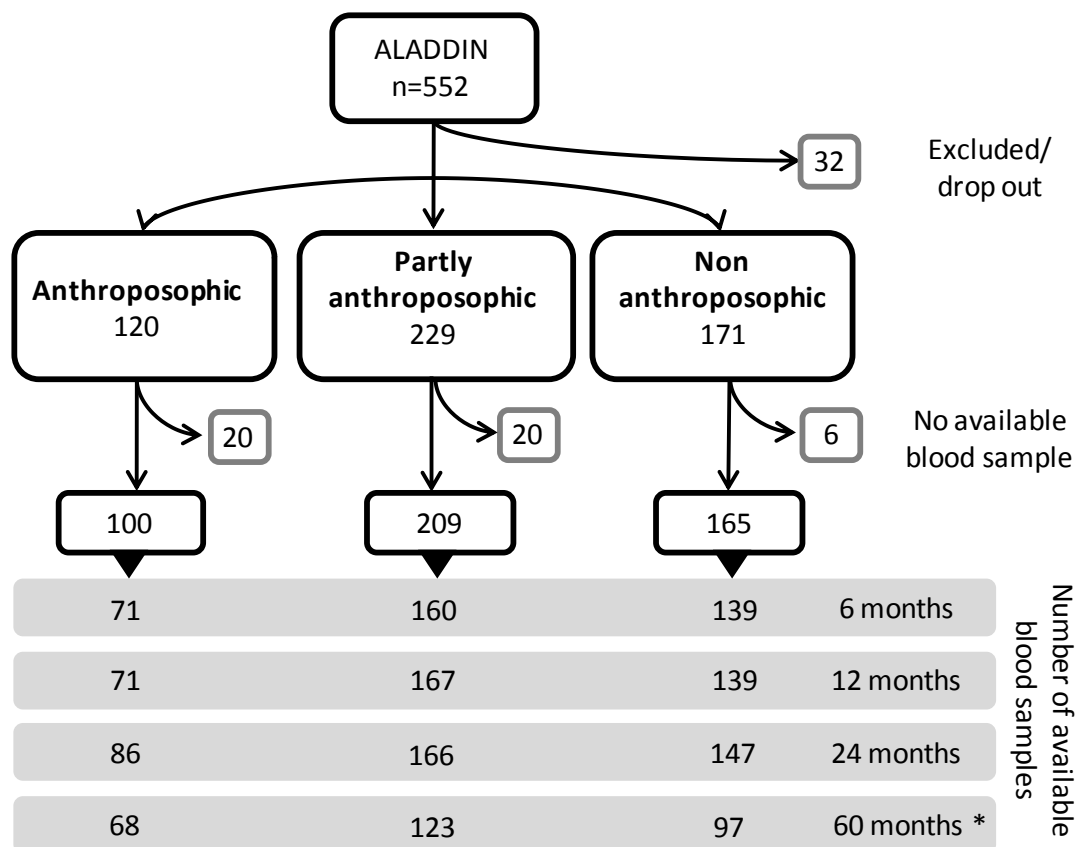 ALADDIN
n=552
32
Excluded/
drop out
Anthroposophic
120
Partly
anthroposophic
229
Non
anthroposophic
171
20
20
6
No available
blood sample
100
209
165
71 160 139 6 months
71 167 139 12 months
86 166 147 24 months
68 123 97 60 months *
Number of available
blood samples